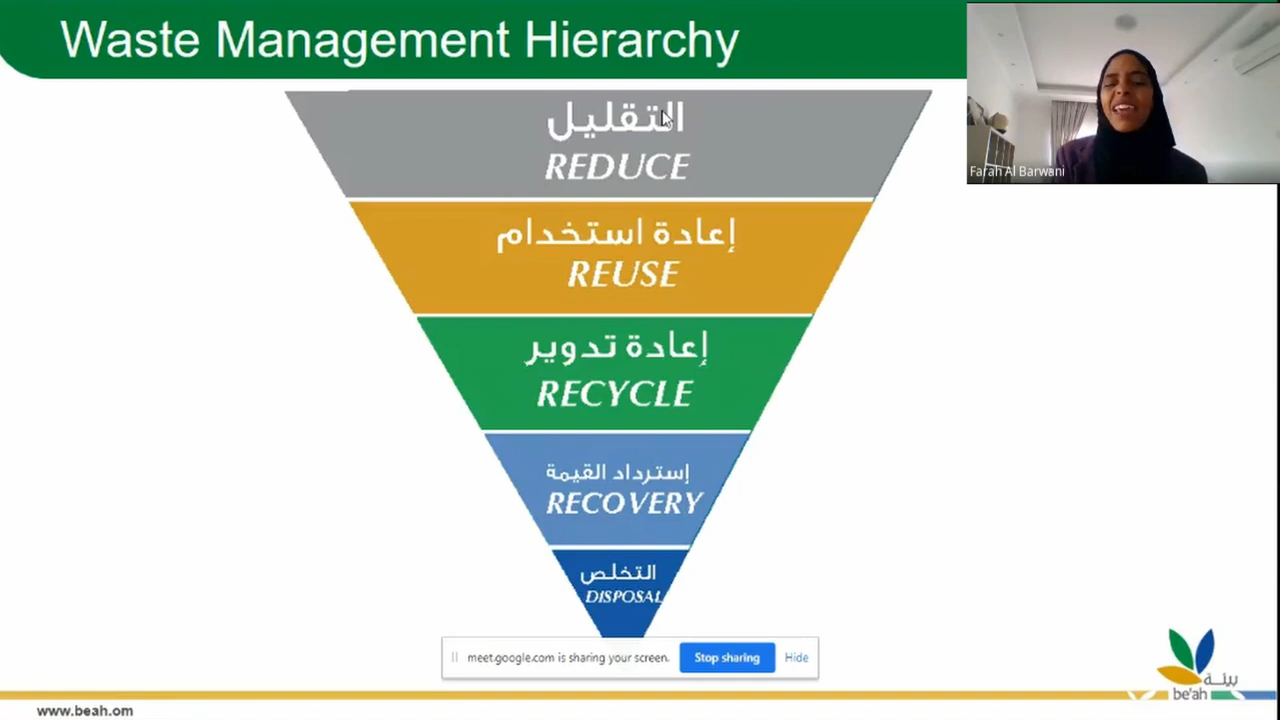 Waste Management Hierarchy
Farah Al Barwani
التقليل
REDUCE
إعادة استخدام
REUSE
إعادة تدوير
RECYCLE
إسترداد القيمة
RECOVERY
التخلص
DISPOSAL
meet.google.com is sharing your screen. Stop sharing Hide
بيئـة
be'ah
www.beah.om